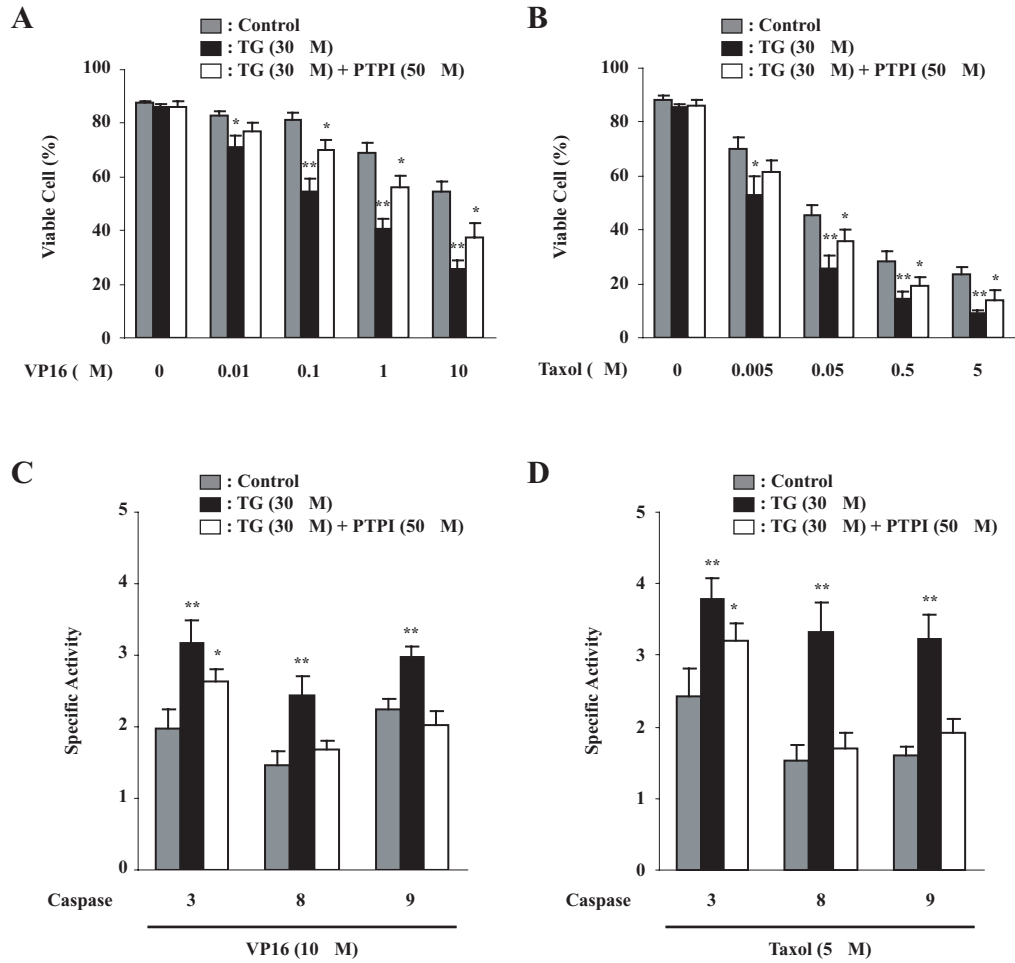 A
: Control
: TG (30 M)
: TG (30 M) + PTPI (50 M)
100
80
60
40
20
0
Viable Cell (%)
* ** * ** * ** *
VP16 ( M) 0 0.01 0.1 1 10
B
: Control
: TG (30 M)
: TG (30 M) + PTPI (50 M)
100
80
60
40
20
0
Viable Cell (%)
* ** * ** * ** *
Taxol ( M) 0 0.005 0.05 0.5 5
C
: Control
: TG (30 M)
: TG (30 M) + PTPI (50 M)
5
4
3
2
1
0
Specific Activity
** * ** **
Caspase 3 8 9
VP16 (10 M)
D
: Control
: TG (30 M)
: TG (30 M) + PTPI (50 M)
5
4
3
2
1
0
Specific Activity
** * ** **
Caspase 3 8 9
Taxol (5 M)